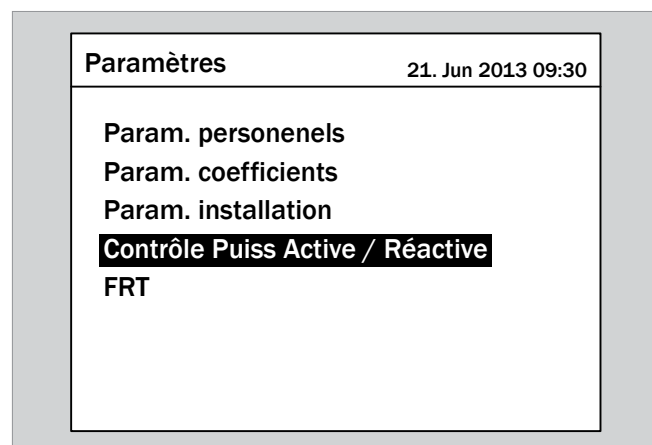 Paramètres
21. Jun 2013 09:30
Param. personenels
Param. coefficients
Param. installation
Contrôle Puiss Active / Réactive
FRT